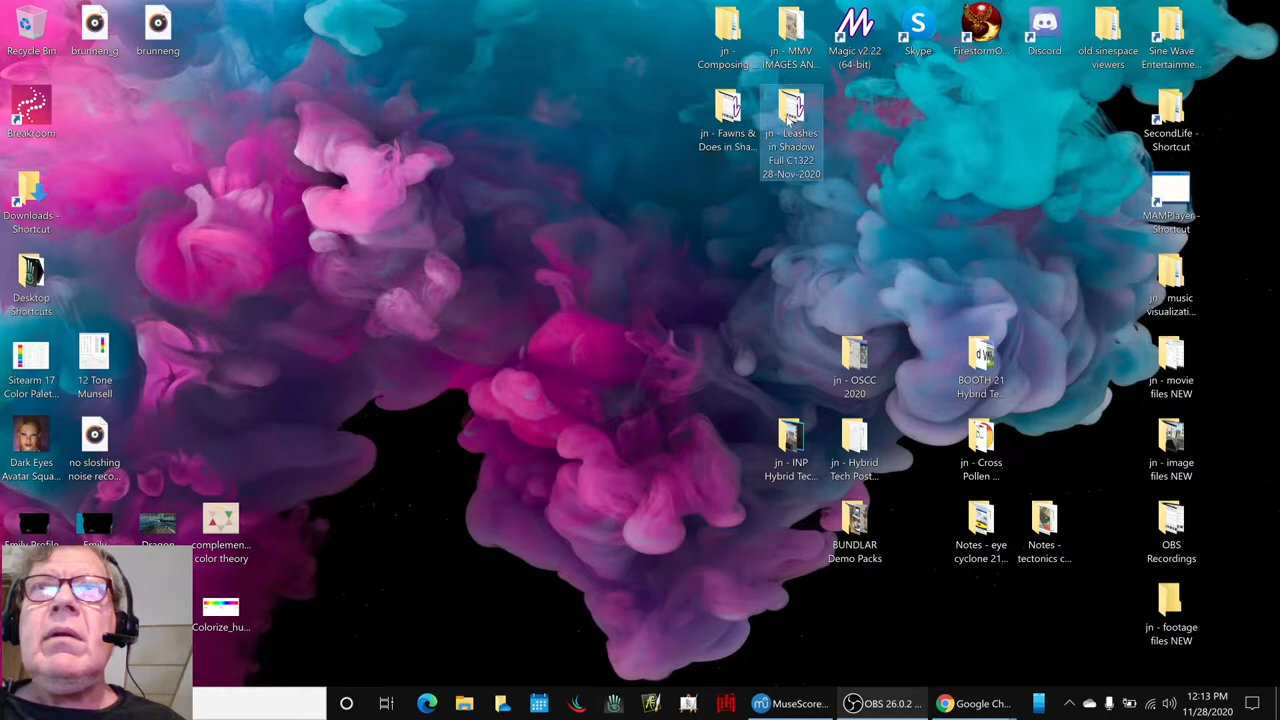 Recycle Bin
brunnen_g
brunneng
jn -
Composing ...
jn - MMV
IMAGES AN...
Magic v2.22
(64-bit)
Skype
FirestormO...
Discord
old sinespace
viewers
Sine Wave
Entertainme...
Breakroom
jn - Fawns &
Does in Sha...
jn - Leashes
in Shadow
Full C1322
28-Nov-2020
SecondLife -
Shortcut
Downloads -
Shortcut
MAMPlayer -
Shortcut
Desktop
Shortcuts
jn - music
visualizati...
Sitearm 17
Color Palet...
12 Tone
Munsell
jn - OSCC
2020
BOOTH 21
Hybrid Te...
jn - movie
files NEW
Dark Eyes
Avatar Squa...
no sloshing
noise reco...
jn - INP
Hybrid Tec...
jn - Hybrid
Tech Post...
jn - Cross
Pollen ...
jn - image
files NEW
Emily Profile
Emily
Dragon
complemen...
color theory
BUNDLAR
Demo Packs
Notes - eye
cyclone 21...
Notes -
tectonics c...
OBS
Recordings
Colorize_hu...
jn - footage
files NEW
MuseScore...
OBS 26.0.2 ...
Google Ch...
12:13 PM
11/28/2020